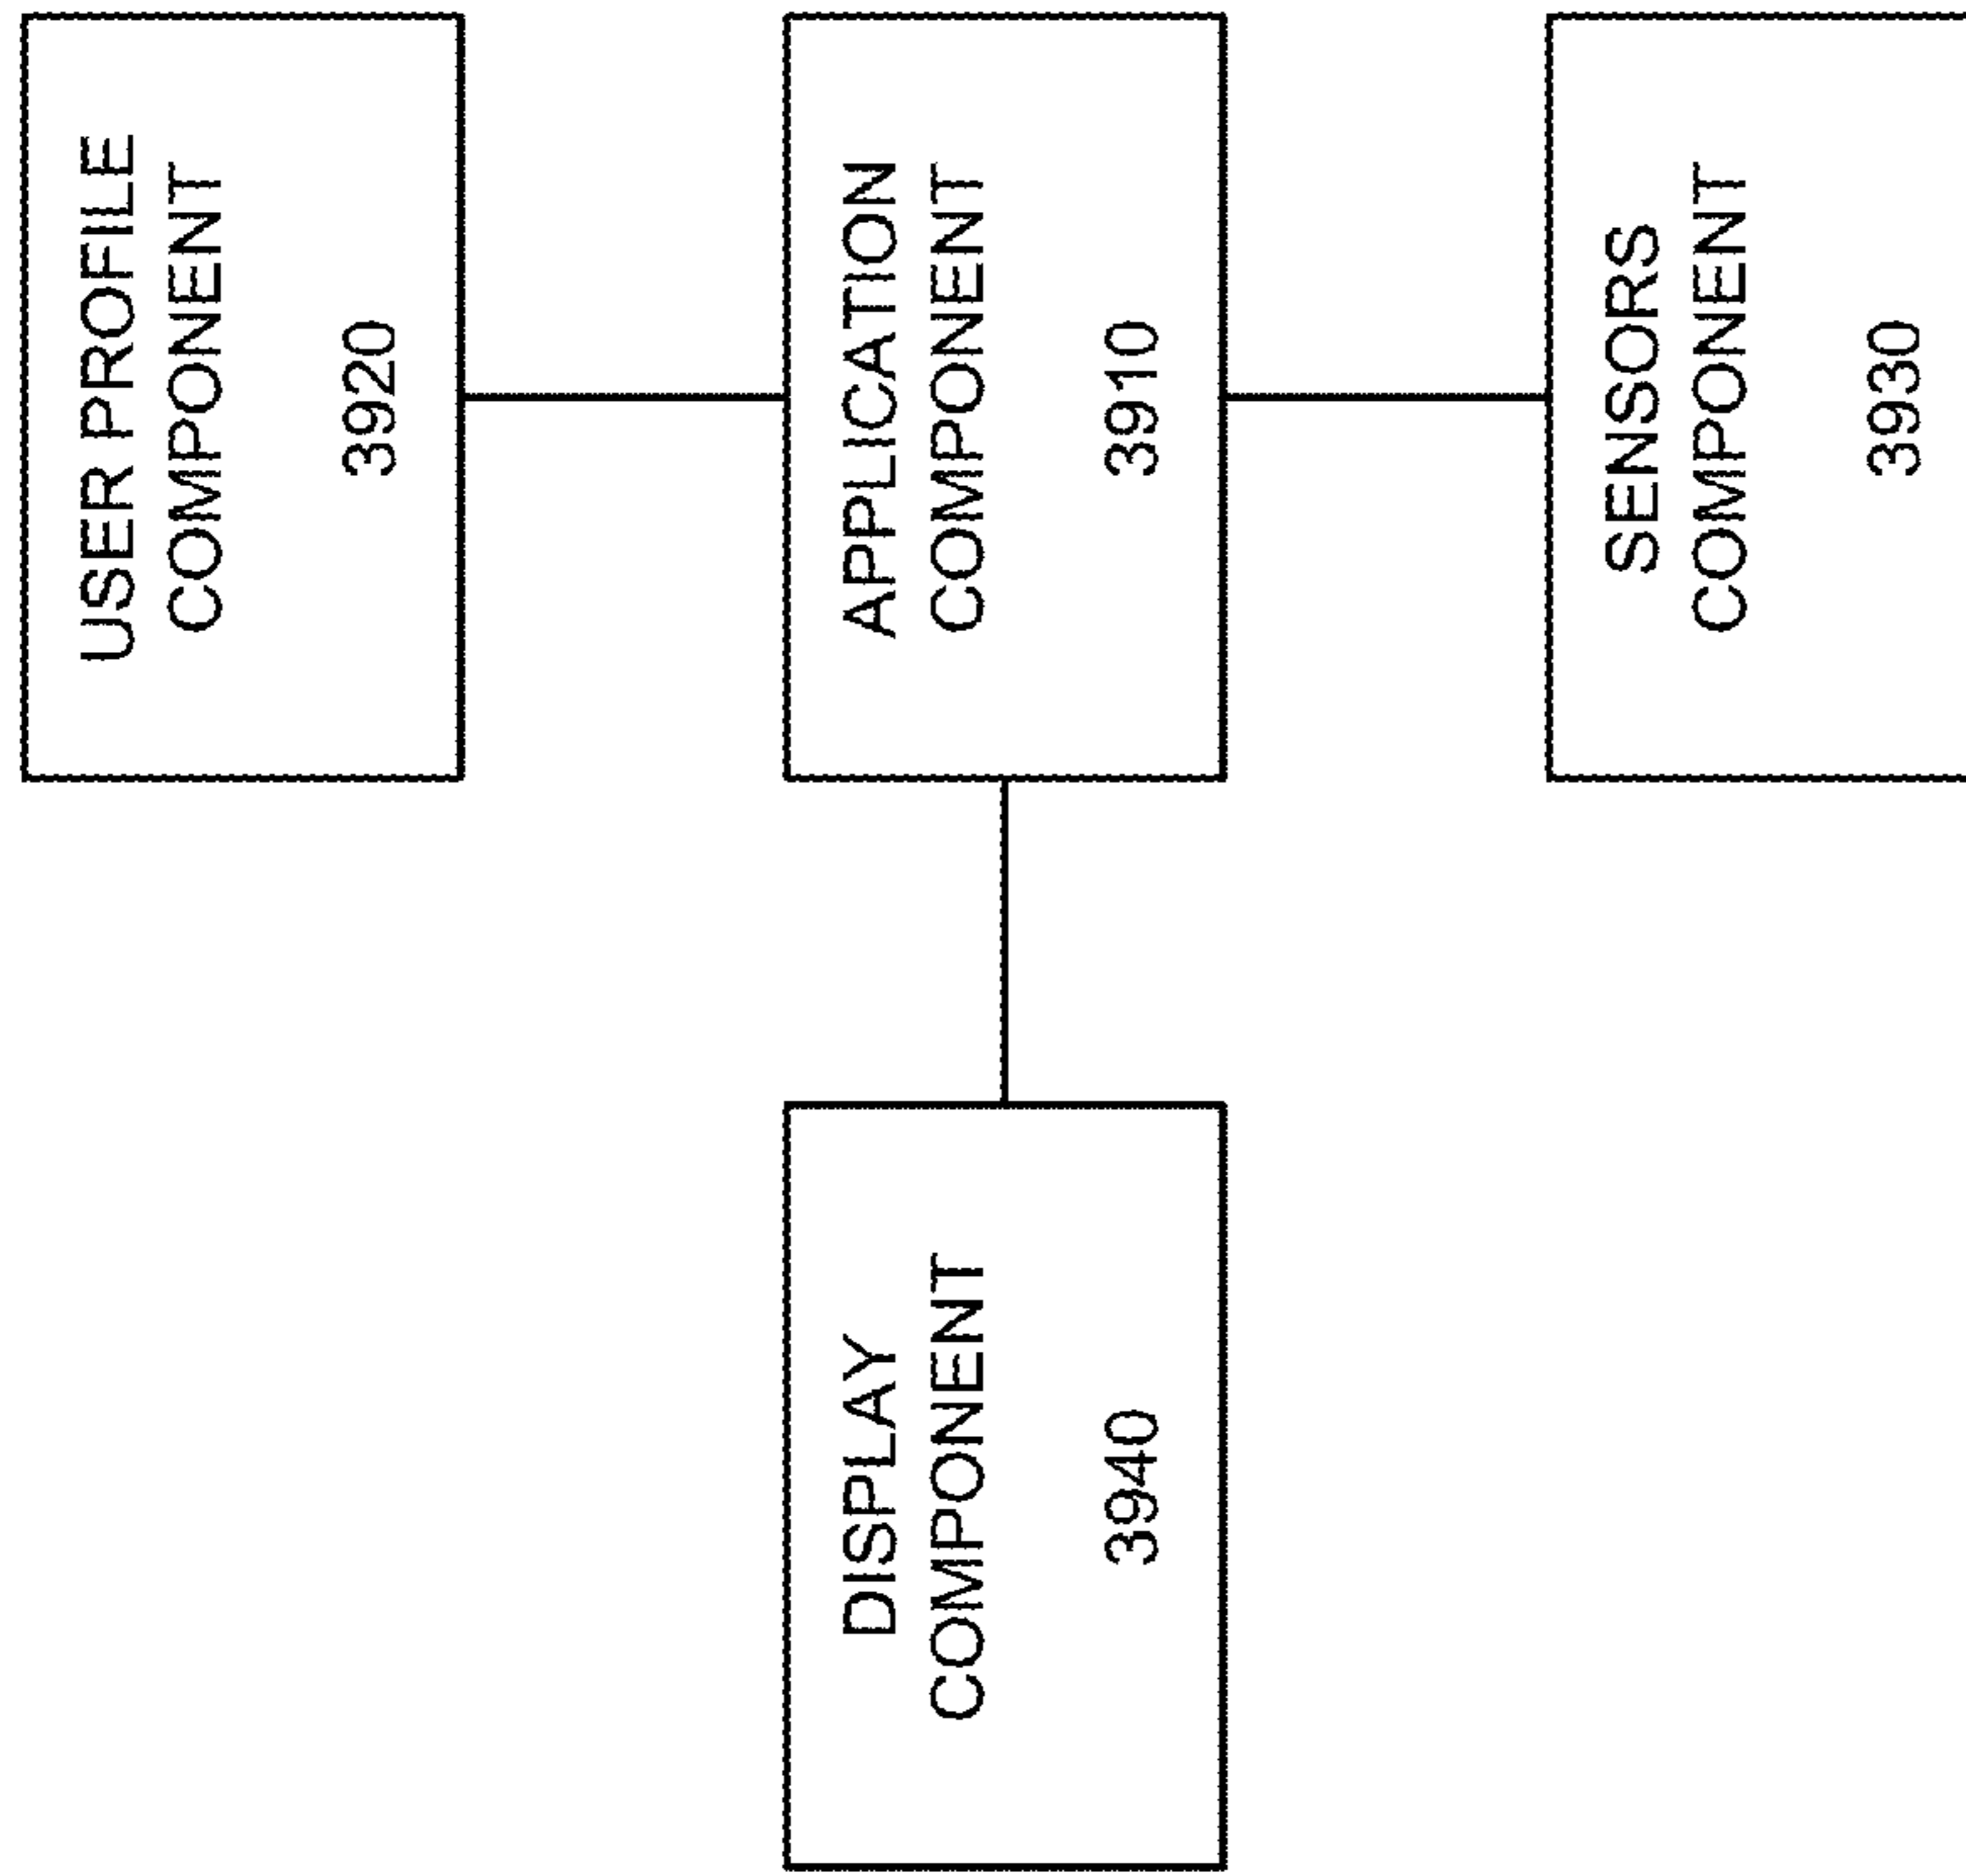 USER PROFILE
COMPONENT
3920
DISPLAY
COMPONENT
3940
APPLICATION
COMPONENT
3910
SENSORS
COMPONENT
3930